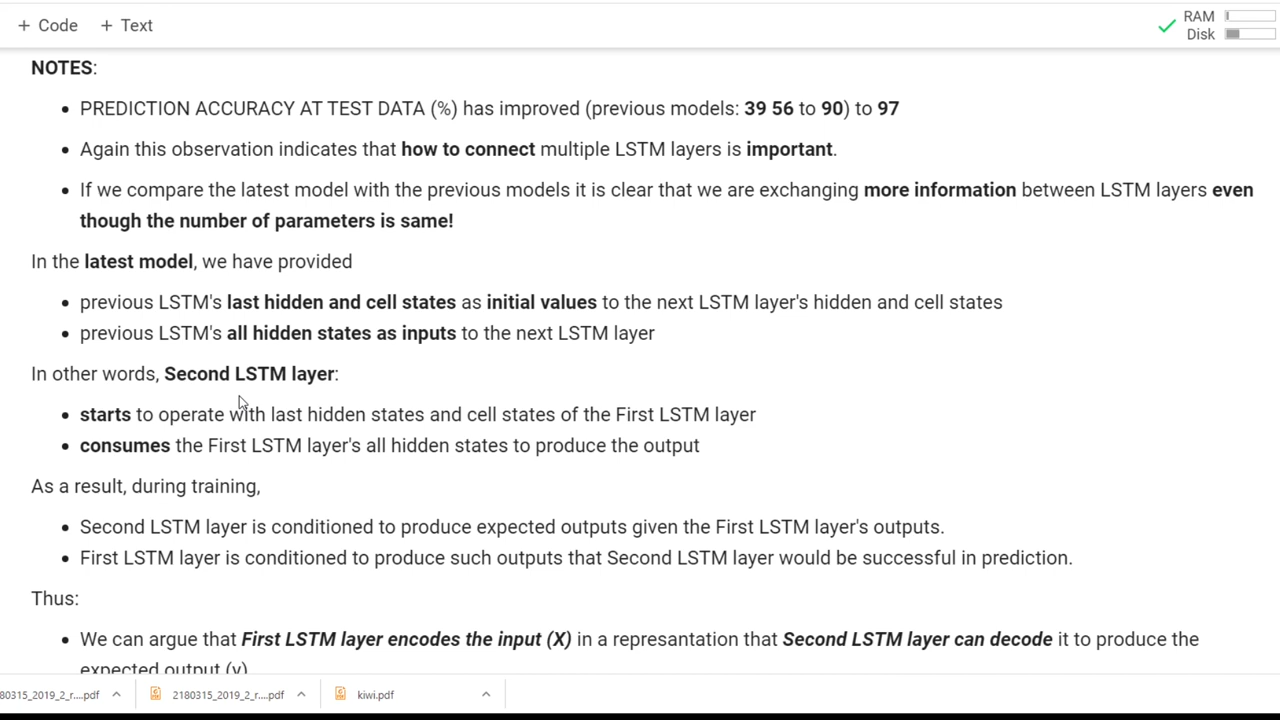 + Code + Text
RAM
Disk
NOTES:
• PREDICTION ACCURACY AT TEST DATA (%) has improved (previous models: 39 56 to 90) to 97
• Again this observation indicates that how to connect multiple LSTM layers is important.
• If we compare the latest model with the previous models it is clear that we are exchanging more information between LSTM layers even
though the number of parameters is same!
In the latest model, we have provided
• previous LSTM's last hidden and cell states as initial values to the next LSTM layer's hidden and cell states
• previous LSTM's all hidden states as inputs to the next LSTM layer
In other words, Second LSTM layer:
• starts to operate with last hidden states and cell states of the First LSTM layer
• consumes the First LSTM layer's all hidden states to produce the output
As a result, during training,
• Second LSTM layer is conditioned to produce expected outputs given the First LSTM layer's outputs.
• First LSTM layer is conditioned to produce such outputs that Second LSTM layer would be successful in prediction.
Thus:
• We can argue that First LSTM layer encodes the input (X) in a represantation that Second LSTM layer can decode it to produce the
expected output (y)
80315_2019_2_r....pdf 2180315_2019_2_r....pdf kiwi.pdf